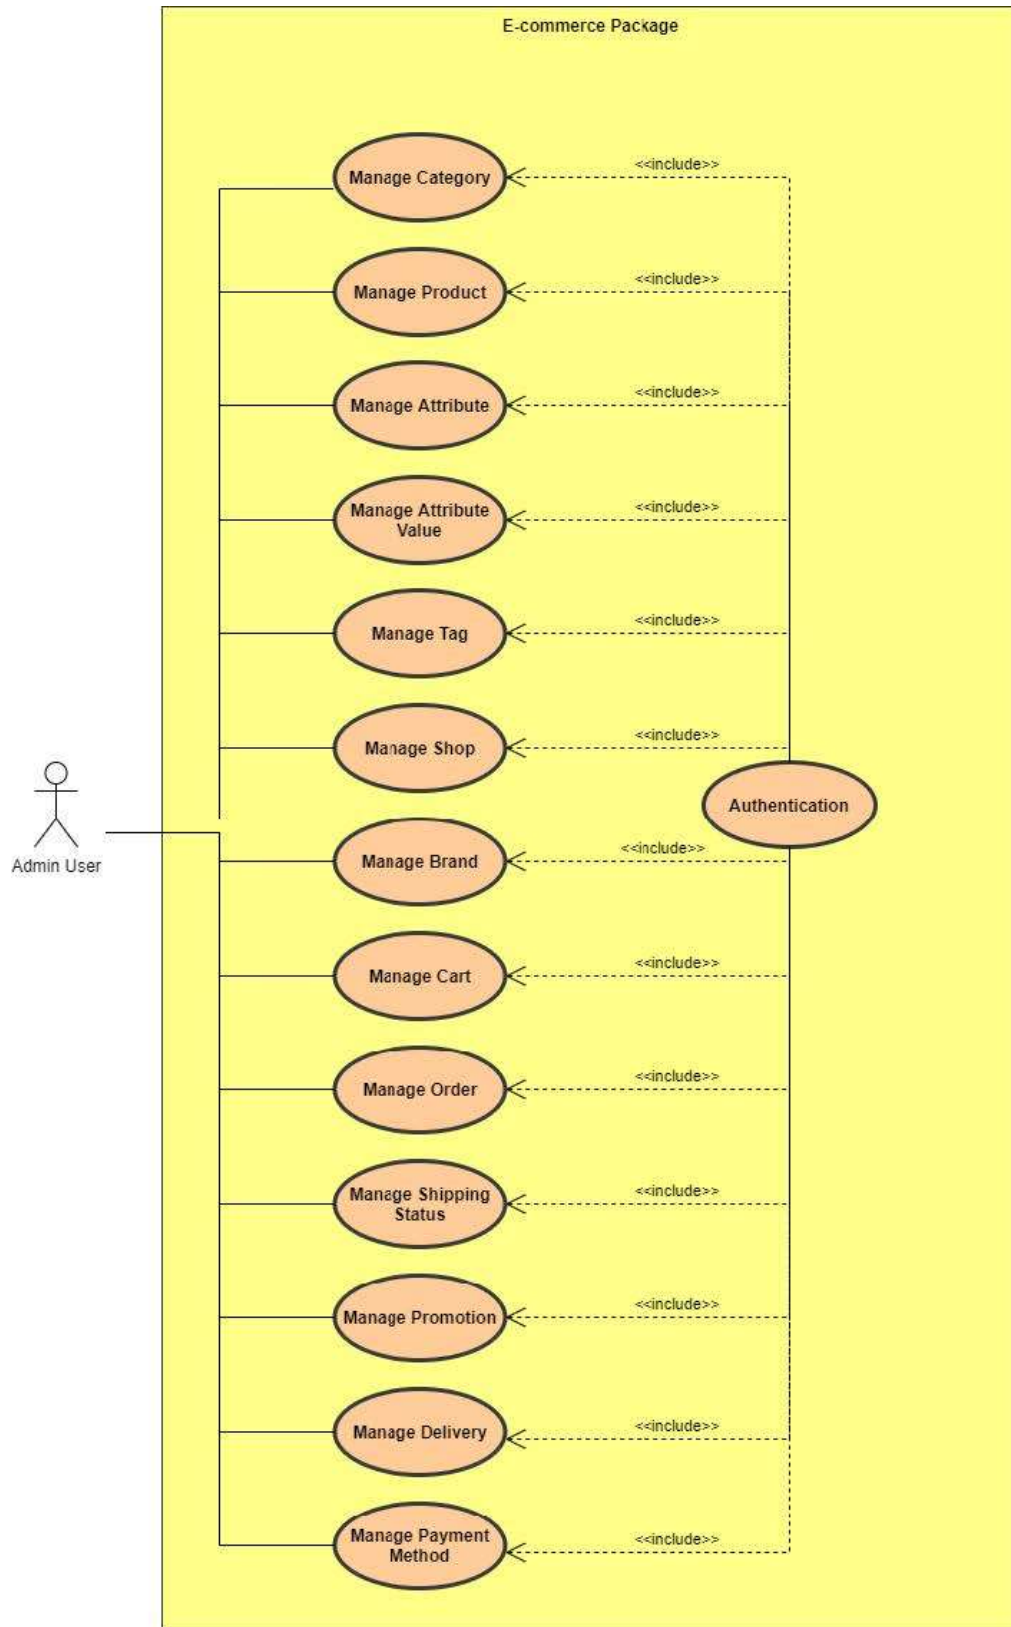 E-commerce Package
Manage Category
<<include>>
Manage Product
<<include>>
Manage Attribute
<<include>>
Manage Attribute
Value
<<include>>
Manage Tag
<<include>>
Manage Shop
<<include>>
Authentication
Admin User
Manage Brand
<<include>>
Manage Cart
<<include>>
Manage Order
<<include>>
Manage Shipping
Status
<<include>>
Manage Promotion
<<include>>
Manage Delivery
<<include>>
Manage Payment
Method
<<include>>